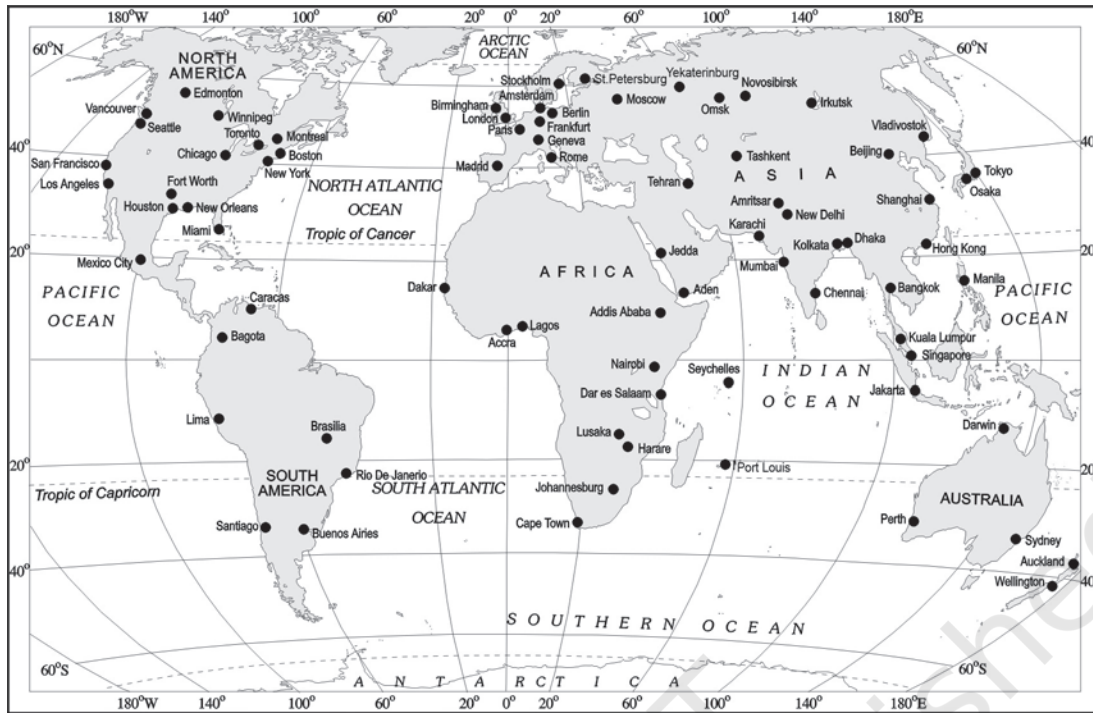 180°W 140° 100° 60° 20° 0° 20° 60° 100° 140° 180°E
60°N
60°N
ARCTIC
OCEAN
NORTH
AMERICA
Edmonton
Vancouver
Seattle
Winnipeg
Toronto
Montreal
Chicago
Boston
New York
40°
San Francisco
Los Angeles
Fort Worth
Houston
New Orleans
Miami
Mexico City
20°
NORTH ATLANTIC
OCEAN
Tropic of Cancer
Stockholm
St.Petersburg
Yekaterinburg
Novosibirsk
Amsterdam
Moscow
Omsk
Irkutsk
Birmingham
London
Berlin
Paris
Frankfurt
Geneva
Madrid
Rome
Vladivostok
Beijing
40°
Tashkent
Tehran
A S I A
Tokyo
Osaka
Shanghai
Amritsar
New Delhi
Karachi
Kolkata
Dhaka
Hong Kong
20°
Mumbai
Jedda
AFRICA
Dakar
Aden
Chennai
Bangkok
Manila
PACIFIC
OCEAN
PACIFIC
OCEAN
Caracas
Bagota
Addis Ababa
Lagos
Accra
Kuala Lumpur
Singapore
Nairobi
Seychelles
INDIAN
OCEAN
Dar es Salaam
Jakarta
Lima
Brasilia
Lusaka
Harare
Darwin
20°
Port Louis
20°
Tropic of Capricorn
SOUTH
AMERICA
Rio De Janerio
SOUTH ATLANTIC
OCEAN
Johannesburg
AUSTRALIA
Santiago
Buenos Airies
Cape Town
Perth
Sydney
Auckland
Wellington
40°
40
SOUTHERN OCEAN
60°S
60°S
ANTARCTICA
180°W 140° 100° 60° 20° 0° 20° 60° 100° 140° 180°E